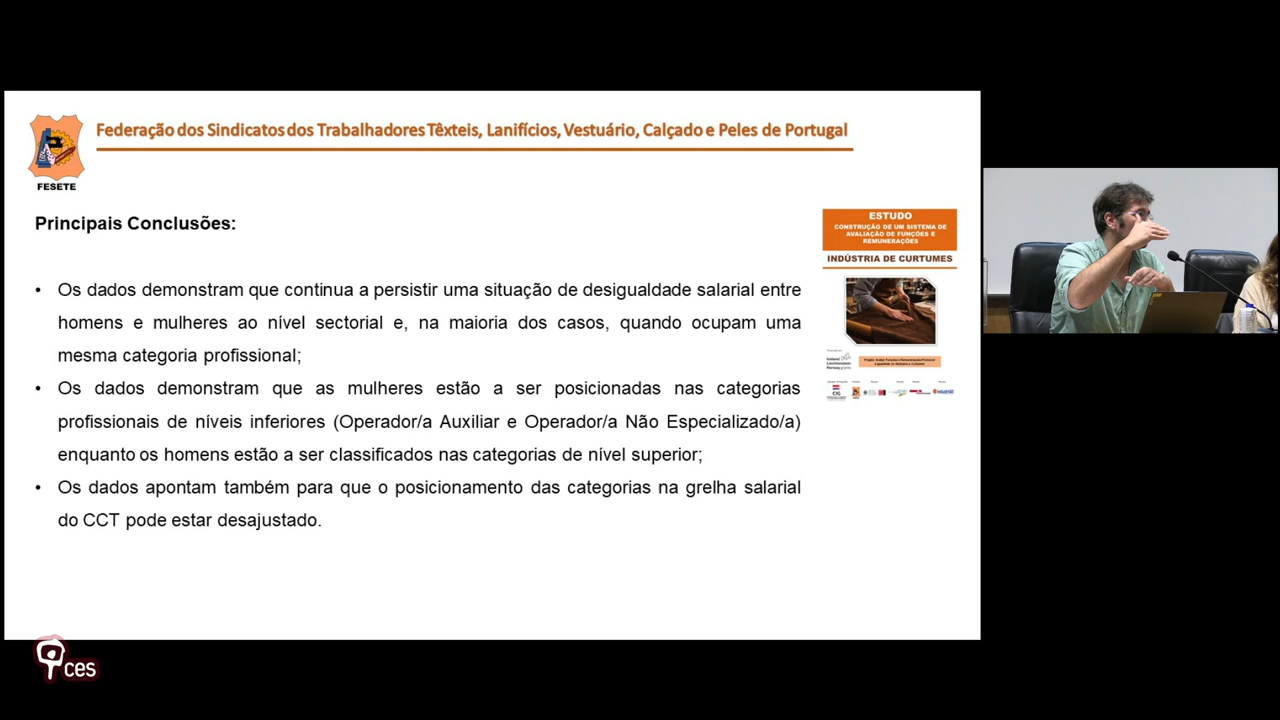 Federação dos Sindicatos dos Trabalhadores Têxteis, Lanifícios, Vestuário, Calçado e Peles de Portugal
FESETE
Principais Conclusões:
• Os dados demonstram que continua a persistir uma situação de desigualdade salarial entre
homens e mulheres ao nível sectorial e, na maioria dos casos, quando ocupam uma
mesma categoria profissional;
• Os dados demonstram que as mulheres estão a ser posicionadas nas categorias
profissionais de níveis inferiores (Operador/a Auxiliar e Operador/a Não Especializado/a)
enquanto os homens estão a ser classificados nas categorias de nível superior;
• Os dados apontam também para que o posicionamento das categorias na grelha salarial
do CCT pode estar desajustado.
ESTUDO
CONSTRUÇÃO DE UM SISTEMA DE
AVALIAÇÃO DE FUNÇÕES E
REMUNERAÇÕES
INDÚSTRIA DE CURTUMES
Iceland
Liechtenstein
Norway grants
ces